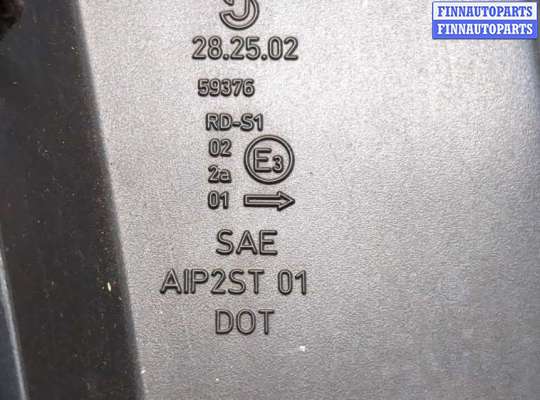 FINNAUTOPARTS
FINNAUTOPARTS
28.25.02
59376
RD-S1
02
2a
E3
01
SAE
AIP2ST 01
DOT